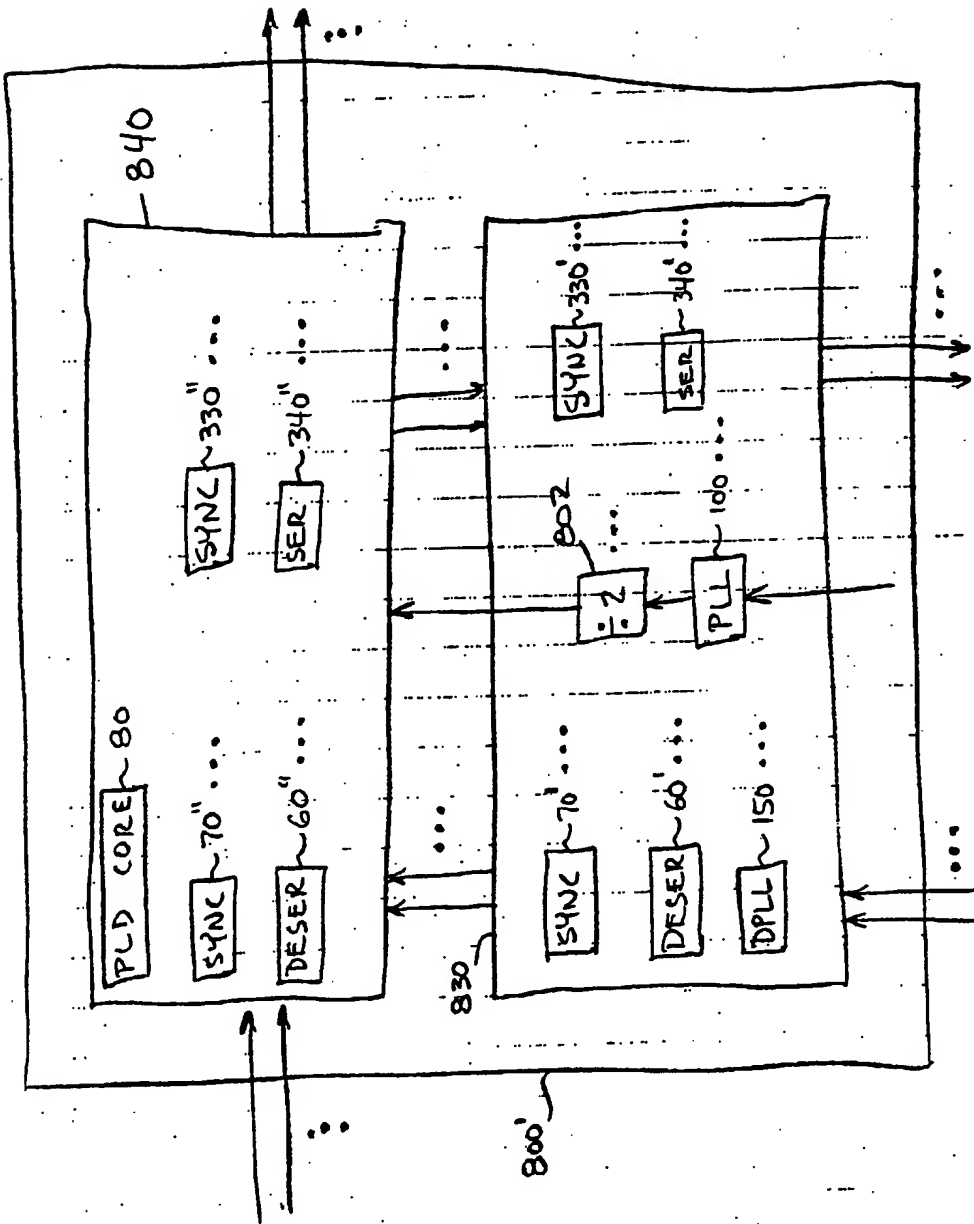 PLD CORE 80
840
SYNC 70" ... SYNC 330" ...
DESER 60" ... SER 340" ...
...
...
...
...
830
800'
SYNC 70' ... 802 SYNC 330' ...
÷2 ...
DESER 60' ... SER 340' ...
PLL 100 ...
DPLL 150 ...
...
...